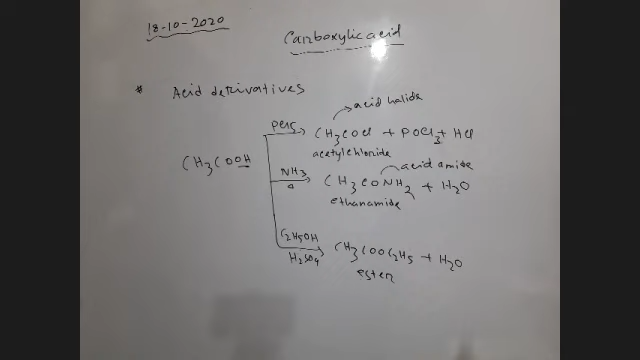 18-10-2020
Carboxylic acid
* Acid derivatives
acid halide
PCl5
CH3COCl + POCl3 + HCl
acetylchloride
CH3COOH
NH3
Δ
acid amide
CH3CONH2 + H2O
ethanamide
C2H5OH
H2SO4
CH3COOC2H5 + H2O
ester